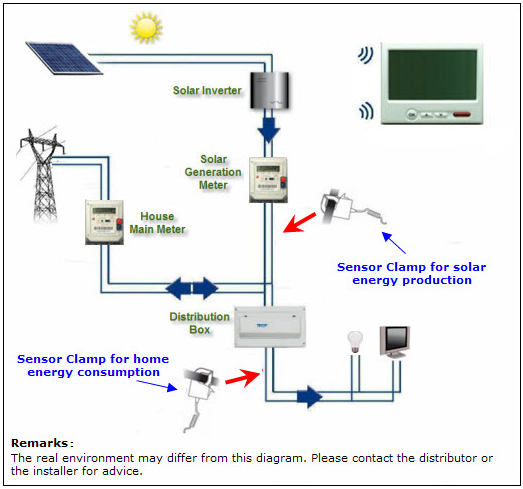 Solar Inverter
Solar
Generation
Meter
House
Main Meter
Sensor Clamp for solar
energy production
Distribution
Box
Sensor Clamp for home
energy consumption
Remarks:
The real environment may differ from this diagram. Please contact the distributor or
the installer for advice.